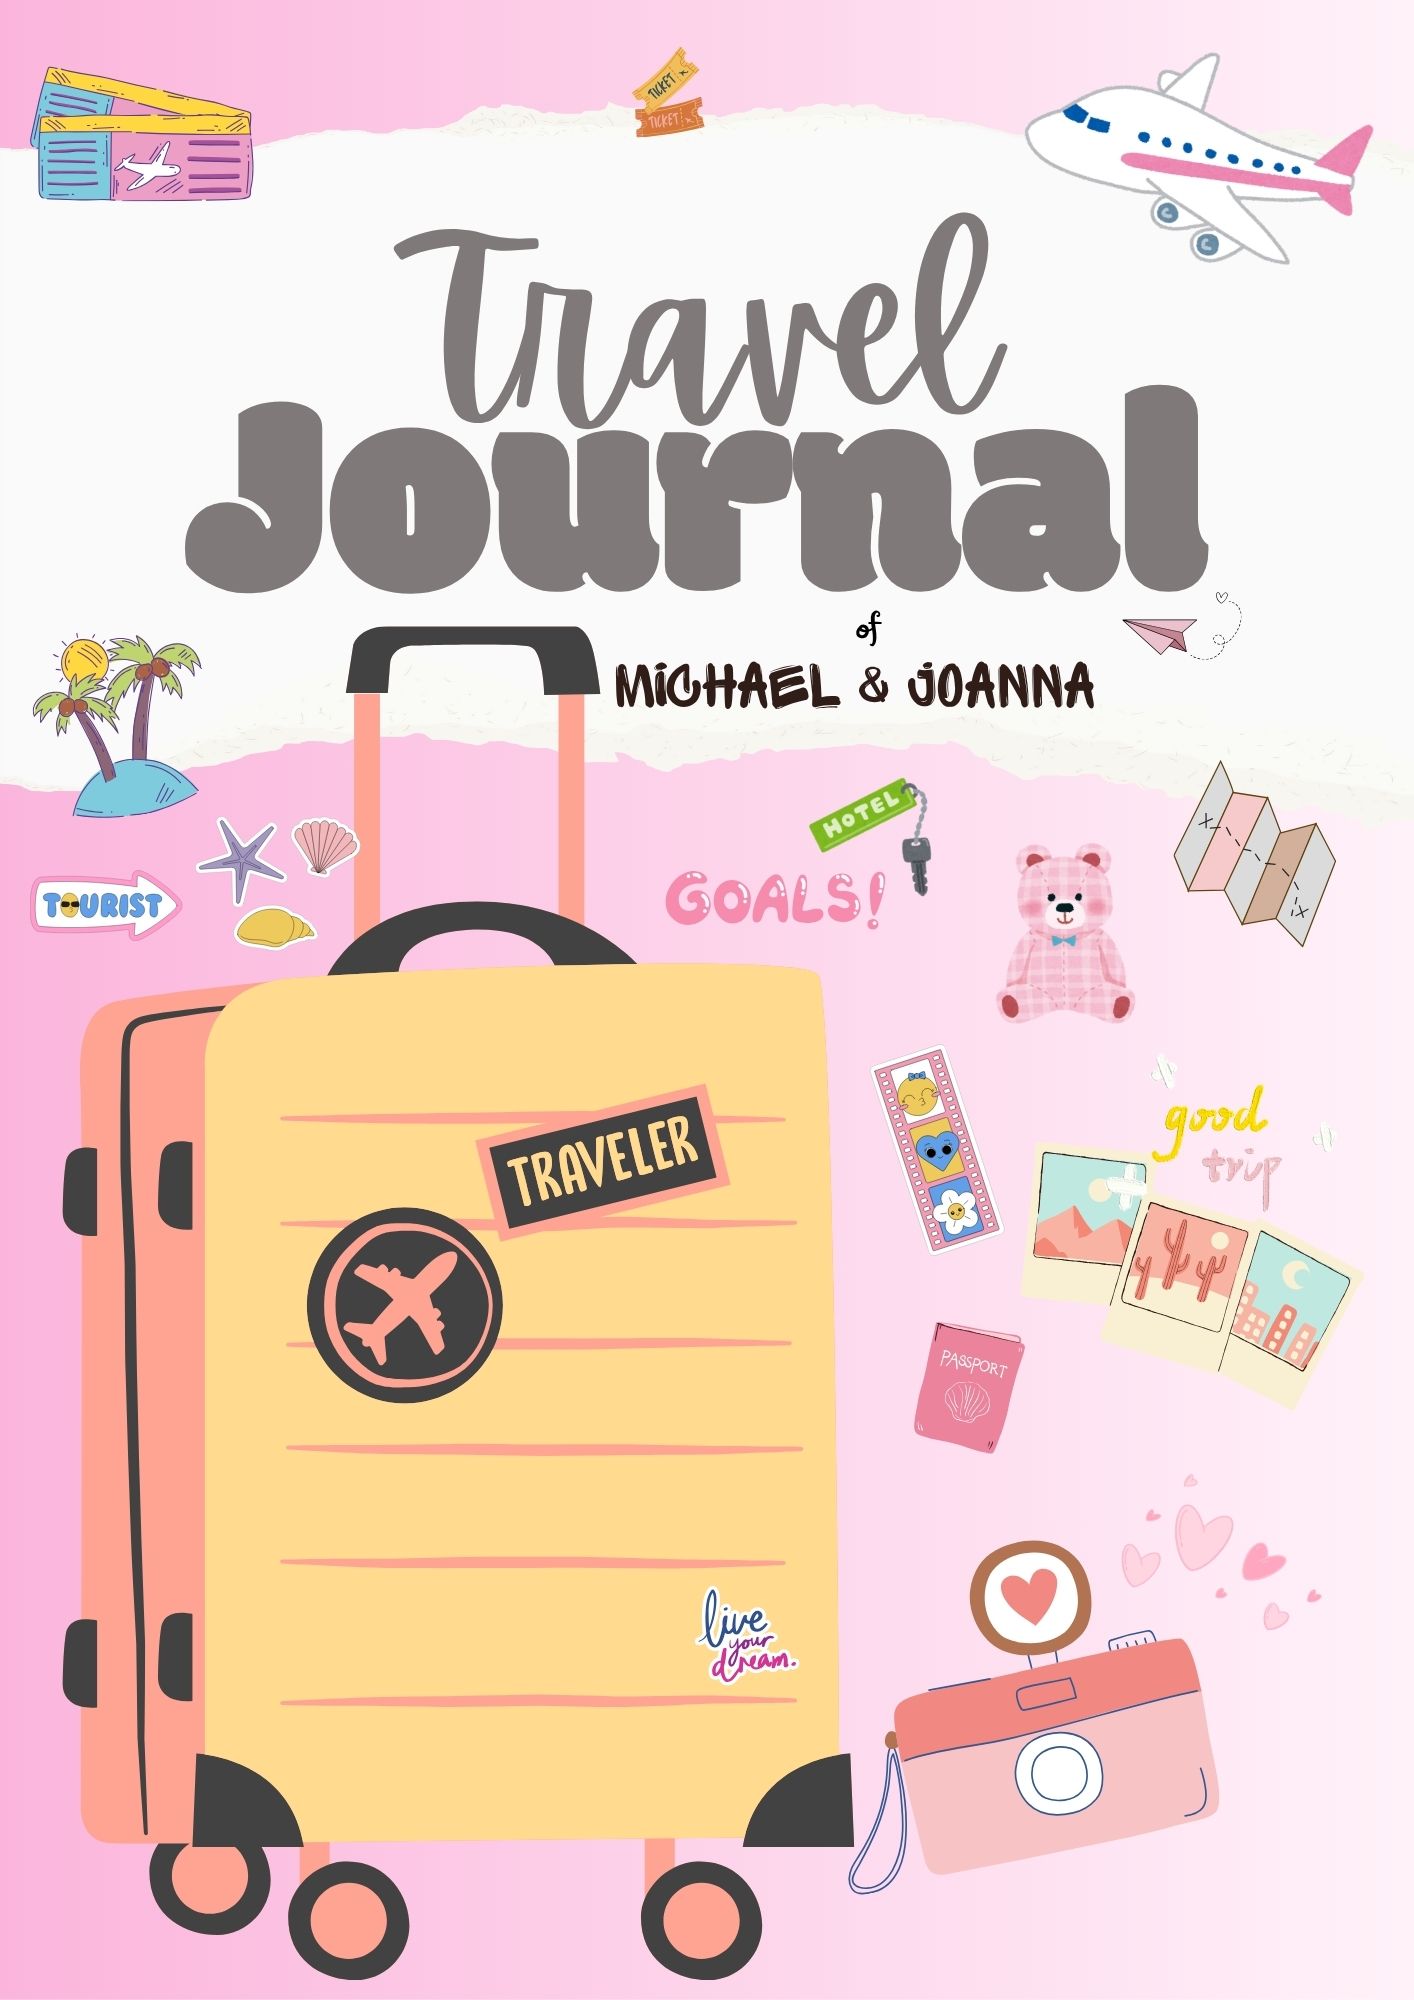 TICKET
TICKET
Travel
Journal
of
MiCHAEL & JOANNA
HOTEL
TOURIST
GOALS!
TRAVELER
good
trip
PASSPORT
live
your
dream.